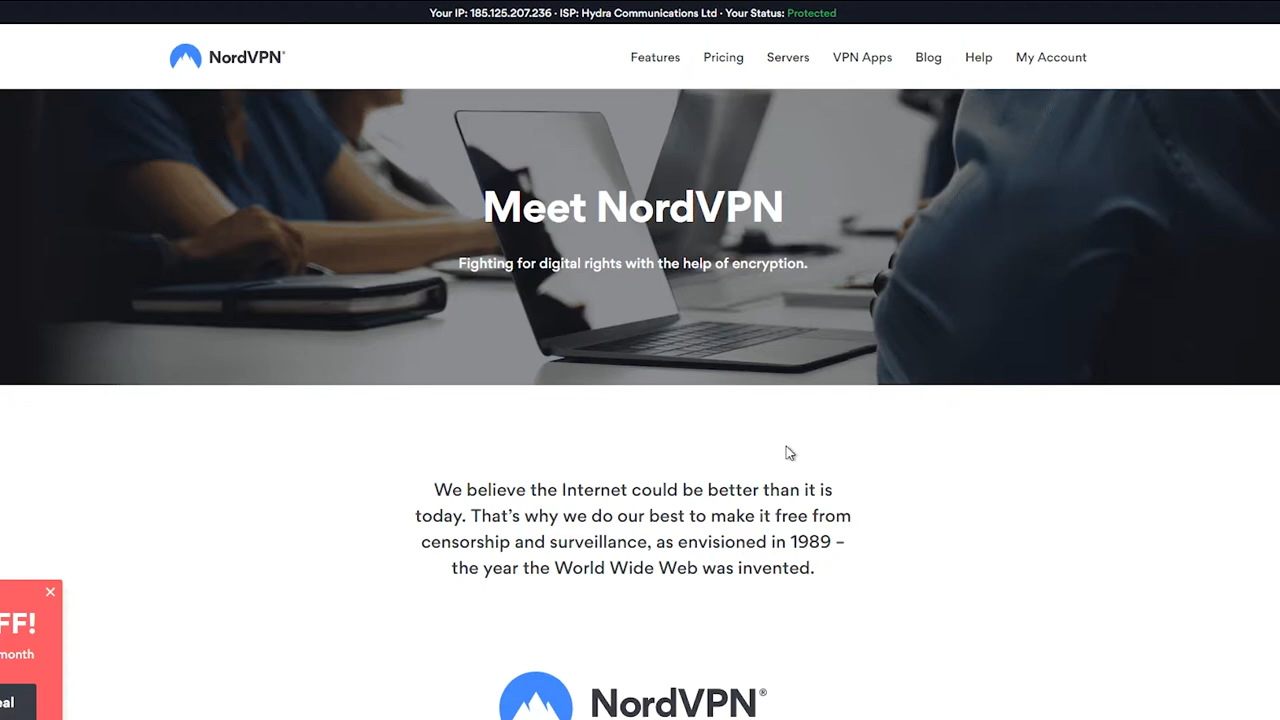 Your IP: 185.125.207.236 · ISP: Hydra Communications Ltd · Your Status: Protected
NordVPN®
Features Pricing Servers VPN Apps Blog Help My Account
Meet NordVPN
Fighting for digital rights with the help of encryption.
We believe the Internet could be better than it is
today. That’s why we do our best to make it free from
censorship and surveillance, as envisioned in 1989 –
the year the World Wide Web was invented.
FF!
month
eal
NordVPN®